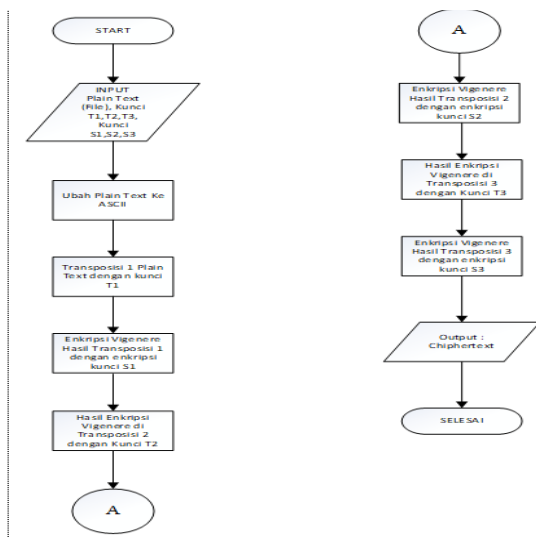 START
INPUT
Plain Text
(File), Kunci
T1,T2,T3,
Kunci
S1,S2,S3
Ubah Plain Text Ke
ASCII
Transposisi 1 Plain
Text dengan kunci
T1
Enkripsi Vigenere
Hasil Transposisi 1
dengan enkripsi
kunci S1
Hasil Enkripsi
Vigenere di
Transposisi 2
dengan Kunci T2
A
A
Enkripsi Vigenere
Hasil Transposisi 2
dengan enkripsi
kunci S2
Hasil Enkripsi
Vigenere di
Transposisi 3
dengan Kunci T3
Enkripsi Vigenere
Hasil Transposisi 3
dengan enkripsi
kunci S3
Output :
Chiphertext
SELESAI